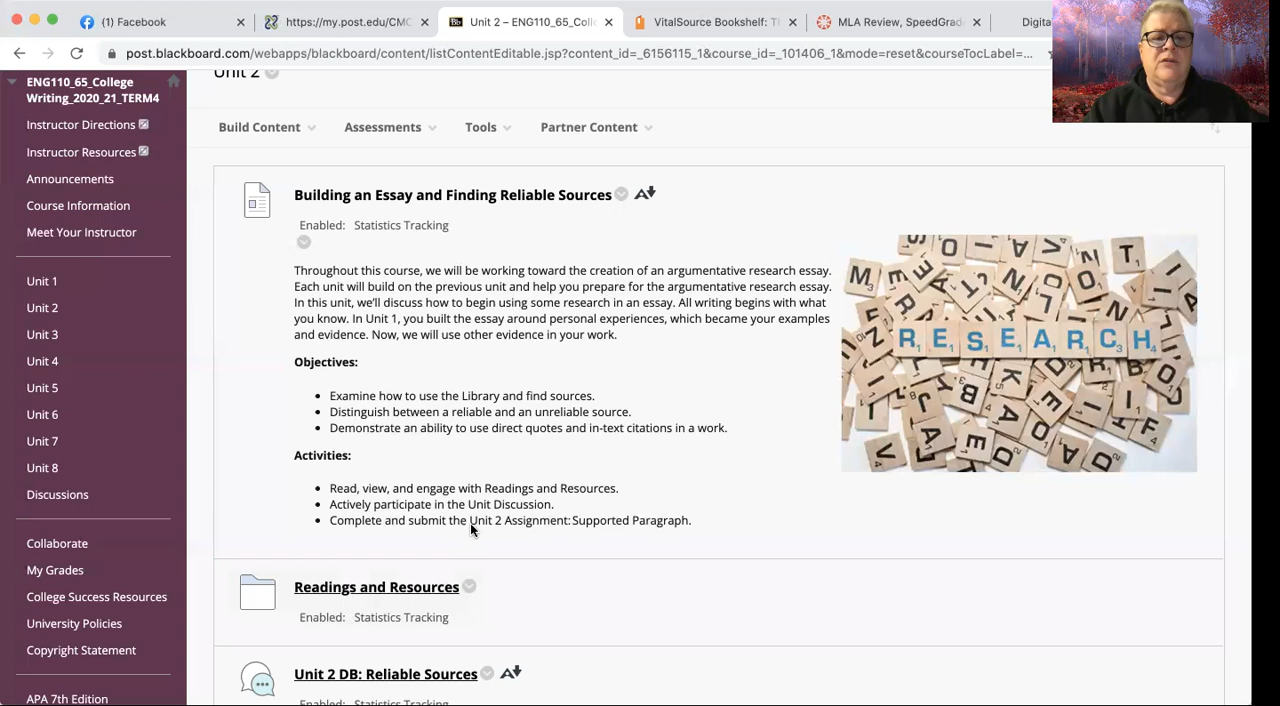 (1) Facebook
https://my.post.edu/CMC
Unit 2 – ENG110_65_Coll
VitalSource Bookshelf: Th
MLA Review, SpeedGrad
Digita
post.blackboard.com/webapps/blackboard/content/listContentEditable.jsp?content_id=_6156115_1&course_id=_101406_1&mode=reset&courseTocLabel=...
ENG110_65_College
Writing_2020_21_TERM4
Instructor Directions
Instructor Resources
Announcements
Course Information
Meet Your Instructor
Unit 1
Unit 2
Unit 3
Unit 4
Unit 5
Unit 6
Unit 7
Unit 8
Discussions
Collaborate
My Grades
College Success Resources
University Policies
Copyright Statement
APA 7th Edition
Unit 2
Build Content
Assessments
Tools
Partner Content
Building an Essay and Finding Reliable Sources
Enabled: Statistics Tracking
Throughout this course, we will be working toward the creation of an argumentative research essay.
Each unit will build on the previous unit and help you prepare for the argumentative research essay.
In this unit, we'll discuss how to begin using some research in an essay. All writing begins with what
you know. In Unit 1, you built the essay around personal experiences, which became your examples
and evidence. Now, we will use other evidence in your work.
Objectives:
• Examine how to use the Library and find sources.
• Distinguish between a reliable and an unreliable source.
• Demonstrate an ability to use direct quotes and in-text citations in a work.
Activities:
• Read, view, and engage with Readings and Resources.
• Actively participate in the Unit Discussion.
• Complete and submit the Unit 2 Assignment: Supported Paragraph.
RESEARCH
Readings and Resources
Enabled: Statistics Tracking
Unit 2 DB: Reliable Sources
Enabled: Statistics Tracking